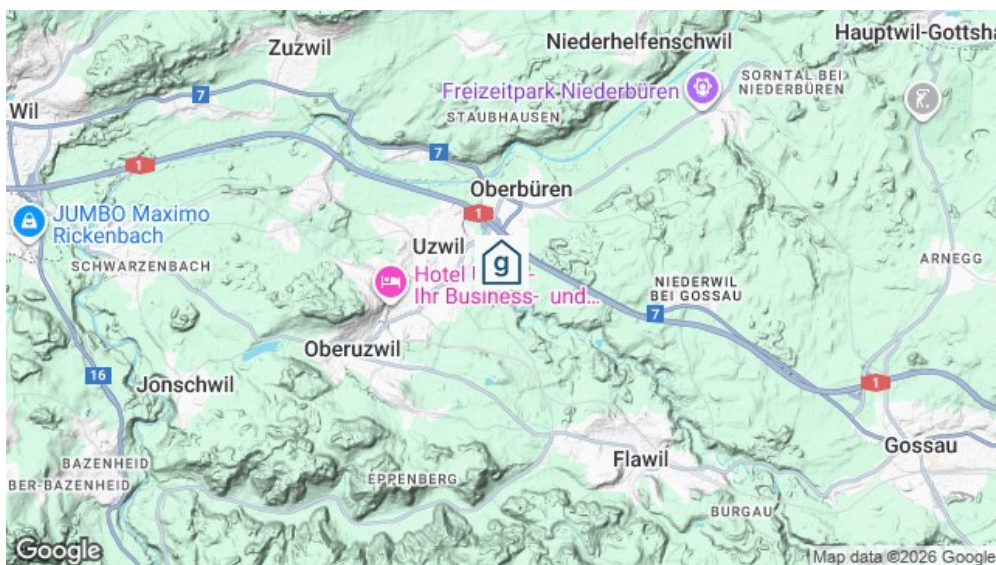 Zuzwil
Niederhelfenschwil
Hauptwil-Gottsha
Freizeitpark Niederbüren
SORNTAL BEI
NIEDERBÜREN
Wil
7
STAUBHAUSEN
7
1
Oberbüren
1
JUMBO Maximo
Rickenbach
Uzwil
g
SCHWARZENBACH
Hotel
Ihr Business- und...
ARNEGG
NIEDERWIL
BEI GOSSAU
7
Oberuzwil
16
Jonschwil
1
Gossau
Flawil
BAZENHEID
BER-BAZENHEID
EPPENBERG
BURGAU
Google
Map data ©2026 Google